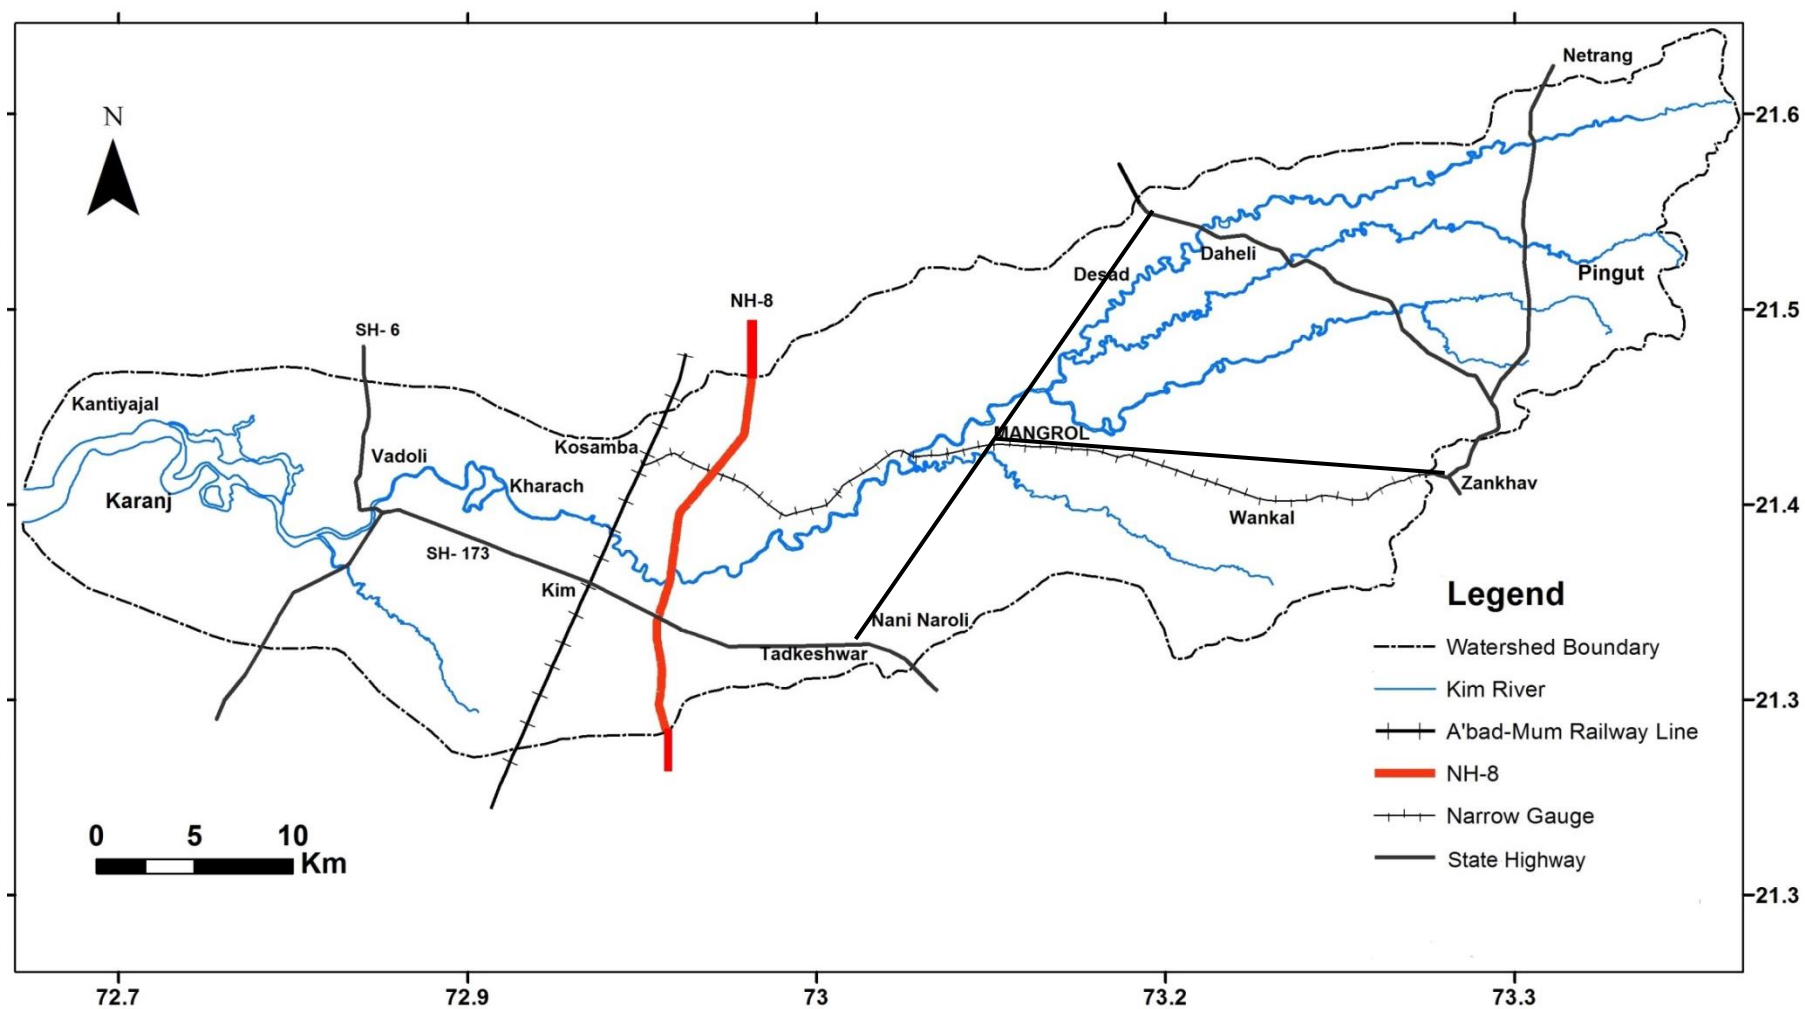 Netrang
N
21.6
Daheli
Desad
Pingut
NH-8
21.5
SH- 6
Kantiyajal
MANGROL
Kosamba
Vadoli
Zankhav
Kharach
Karanj
21.4
Wankal
SH- 173
Kim
Legend
Nani Naroli
Watershed Boundary
Tadkeshwar
Kim River
21.3
A'bad-Mum Railway Line
NH-8
Narrow Gauge
0 5 10
Km
State Highway
21.3
72.7 72.9 73 73.2 73.3